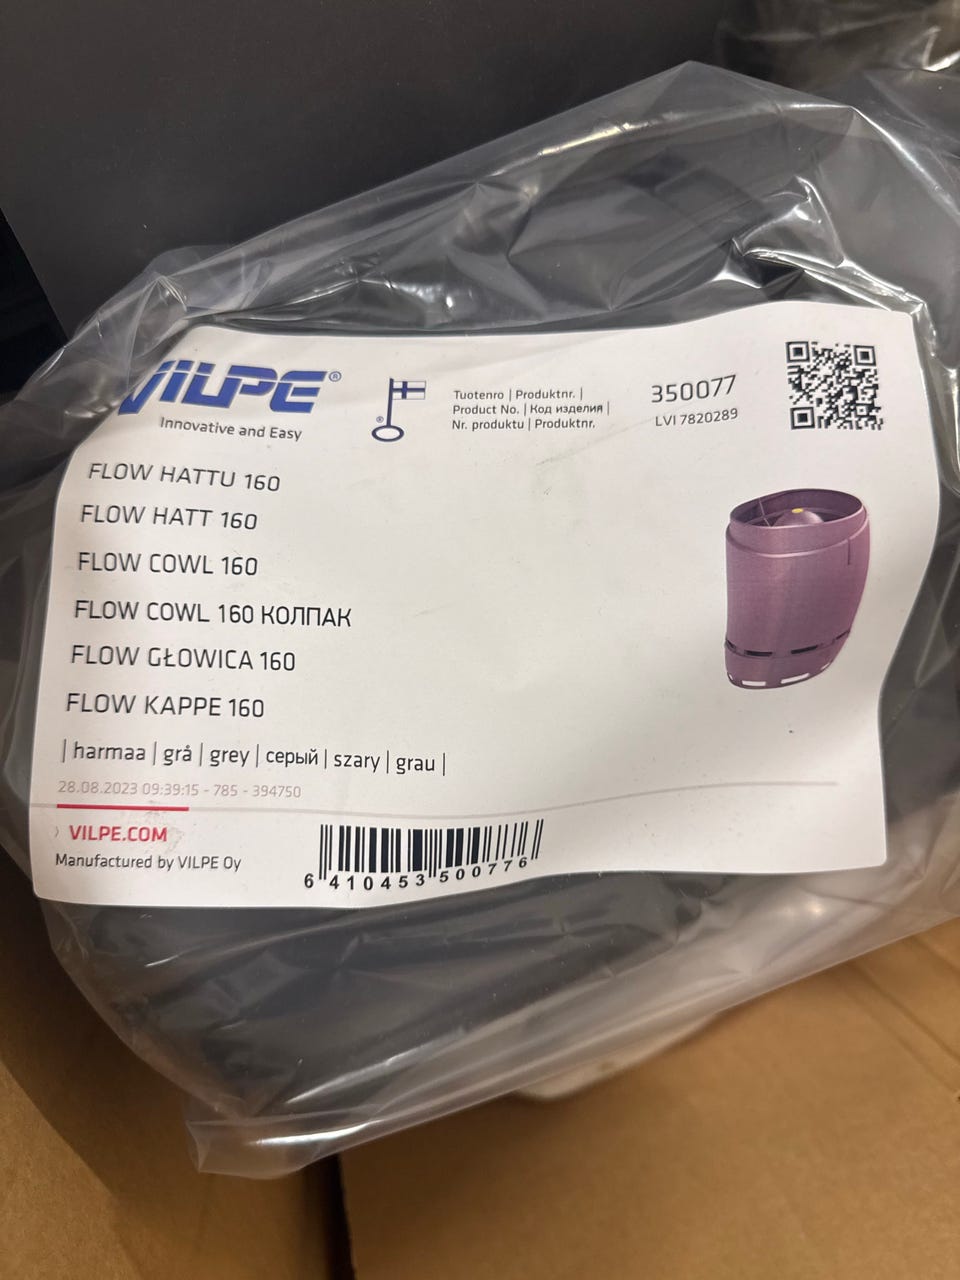 VILPE®
Innovative and Easy
®
Tuotenro | Produktnr. |
Product No. | Код изделия |
Nr. produktu | Produktnr.
350077
LVI 7820289
FLOW HATTU 160
FLOW HATT 160
FLOW COWL 160
FLOW COWL 160 КОЛПАК
FLOW GŁOWICA 160
FLOW KAPPE 160
| harmaa | grå | grey | серый | szary | grau |
28.08.2023 09:39:15 - 785 - 394750
› VILPE.COM
Manufactured by VILPE Oy
6 410453 500776